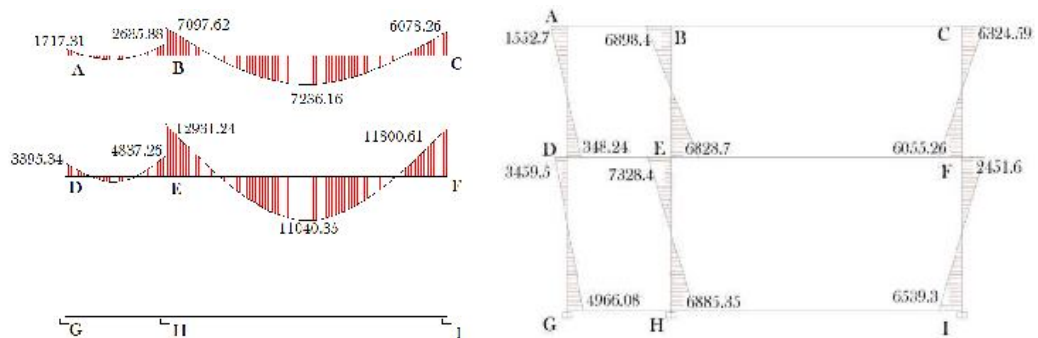 7097.62
1717.31
2635.88
6078.26
A
B
C
7236.16
12931.24
11800.61
3895.34
4837.25
D
E
F
11040.35
G
H
I
A
1552.7
6898.4
B
C
6324.59
D
348.24
E
6828.7
6055.26
3459.5
7328.4
F
2451.6
4966.08
6885.35
6539.3
G
H
I